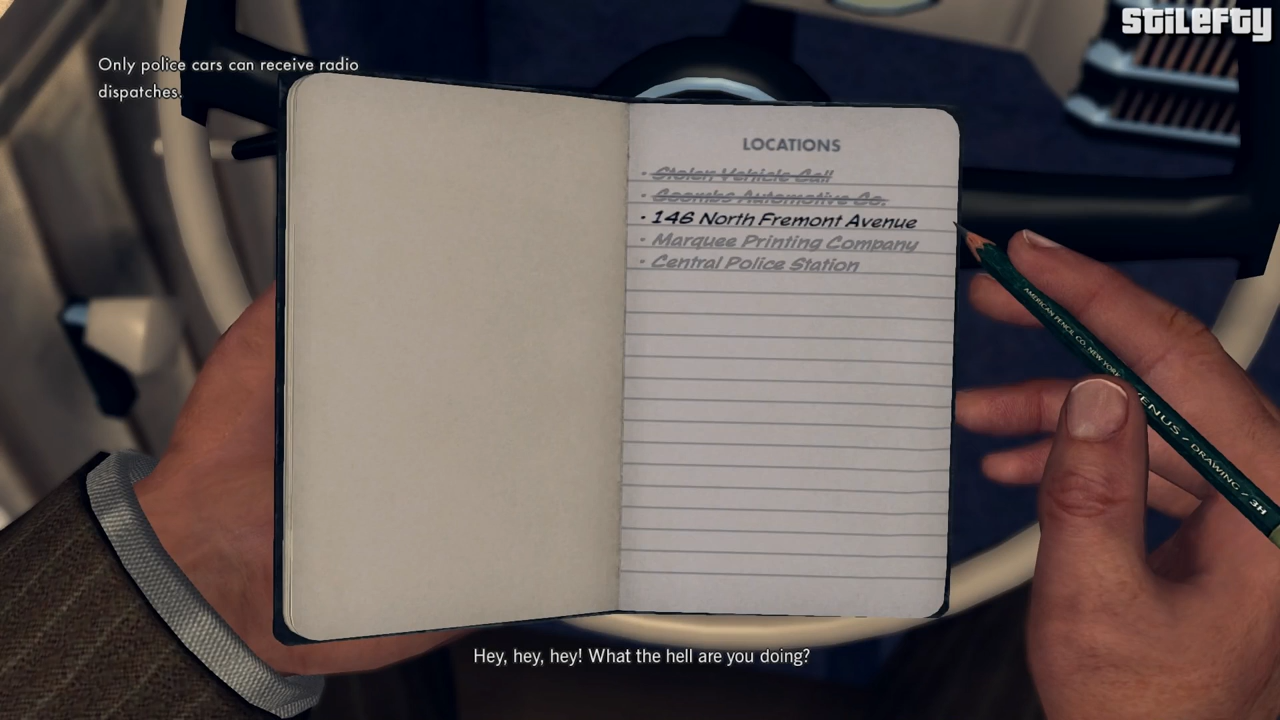 STILEFTY
Only police cars can receive radio
dispatches.
LOCATIONS
· Stolen Vehicle Call
· Coombs Automotive Co.
· 146 North Fremont Avenue
· Marquee Printing Company
· Central Police Station
AMERICAN PENCIL CO. NEW YORK
VENUS / DRAWING / 3H
Hey, hey, hey! What the hell are you doing?